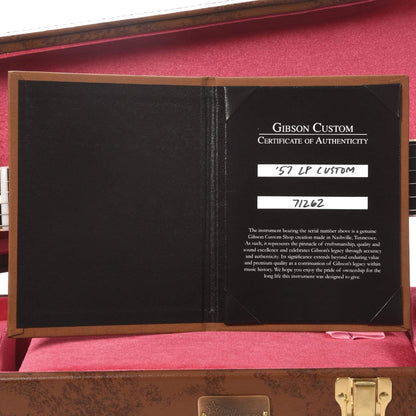 GIBSON CUSTOM
CERTIFICATE OF AUTHENTICITY
'57 LP CUSTOM
71262
The instrument bearing the serial number above is a genuine
Gibson Custom Shop creation made in Nashville, Tennessee.
As such, it represents the pinnacle of craftsmanship, quality and
sound excellence and celebrates Gibson's legacy through accuracy
and authenticity. Its significance extends beyond enduring value
and premium quality as a continuation of Gibson's legacy within
music history. We hope you enjoy the pride of ownership for the
long life this instrument was designed to give.